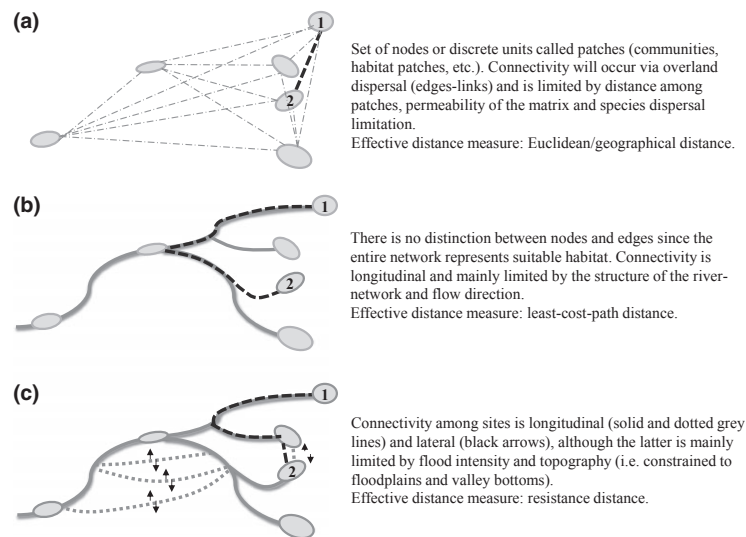 (a)
1
2
Set of nodes or discrete units called patches (communities,
habitat patches, etc.). Connectivity will occur via overland
dispersal (edges-links) and is limited by distance among
patches, permeability of the matrix and species dispersal
limitation.
Effective distance measure: Euclidean/geographical distance.
(b)
1
2
There is no distinction between nodes and edges since the
entire network represents suitable habitat. Connectivity is
longitudinal and mainly limited by the structure of the river-
network and flow direction.
Effective distance measure: least-cost-path distance.
(c)
1
2
Connectivity among sites is longitudinal (solid and dotted grey
lines) and lateral (black arrows), although the latter is mainly
limited by flood intensity and topography (i.e. constrained to
floodplains and valley bottoms).
Effective distance measure: resistance distance.